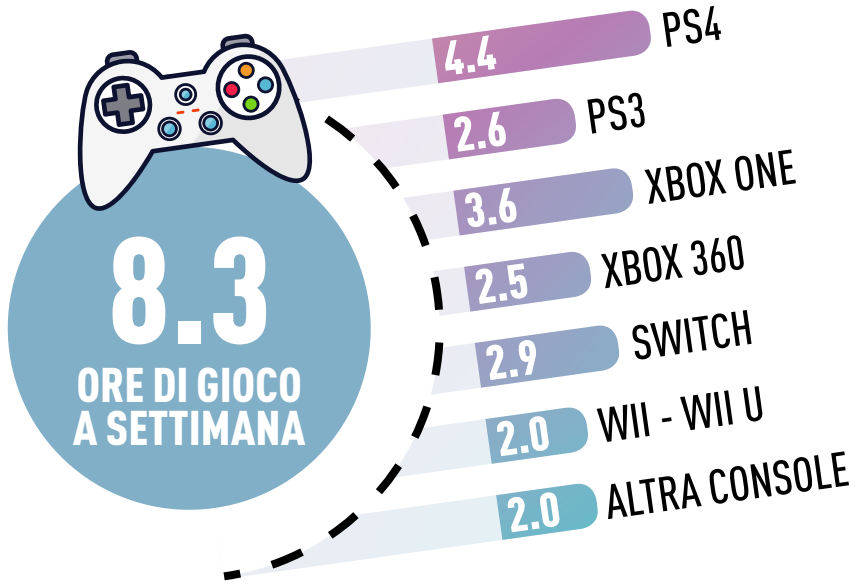 4.4 PS4
2.6 PS3
3.6 XBOX ONE
2.5 XBOX 360
2.9 SWITCH
2.0 WII - WII U
2.0 ALTRA CONSOLE
8.3
ORE DI GIOCO
A SETTIMANA